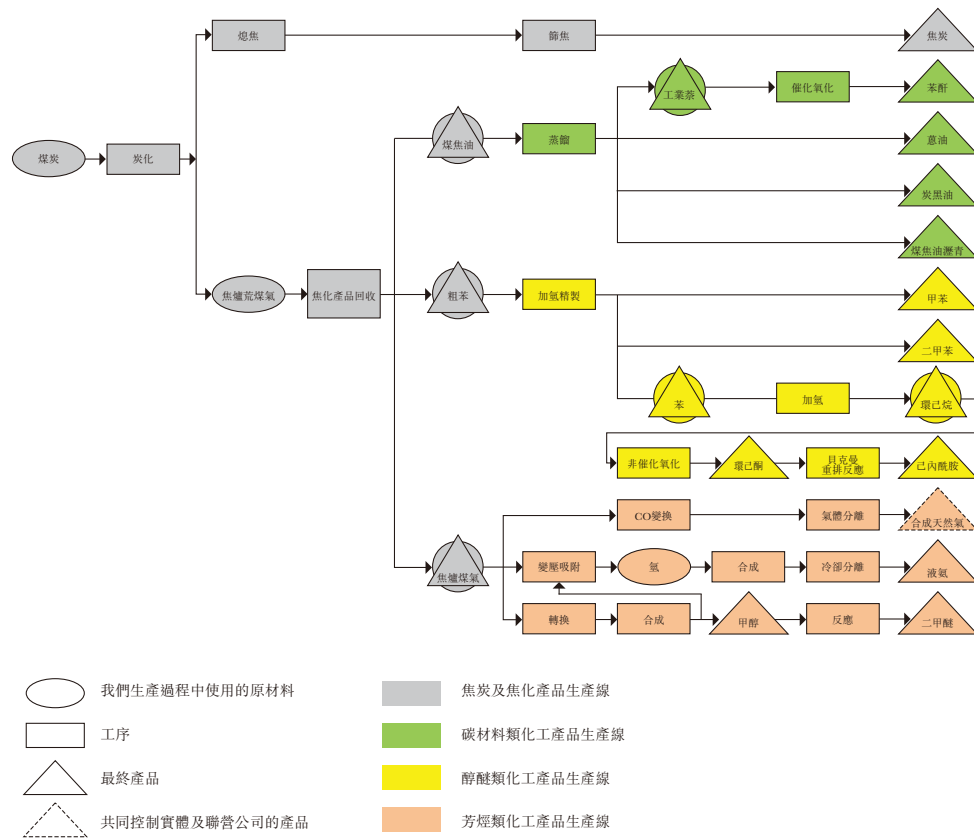 熄焦
篩焦
焦炭
工業萘
催化氧化
苯酐
煤焦油
蒸餾
蒽油
煤炭
炭化
炭黑油
煤焦油瀝青
焦爐荒煤氣
焦化產品回收
粗苯
加氫精製
甲苯
二甲苯
苯
加氫
環己烷
非催化氧化
環己酮
貝克曼
重排反應
己內酰胺
CO變換
氣體分離
合成天然氣
焦爐煤氣
變壓吸附
氫
合成
冷卻分離
液氨
轉換
合成
甲醇
反應
二甲醚
我們生產過程中使用的原材料
焦炭及焦化產品生產線
工序
碳材料類化工產品生產線
最終產品
醇醚類化工產品生產線
共同控制實體及聯營公司的產品
芳烴類化工產品生產線